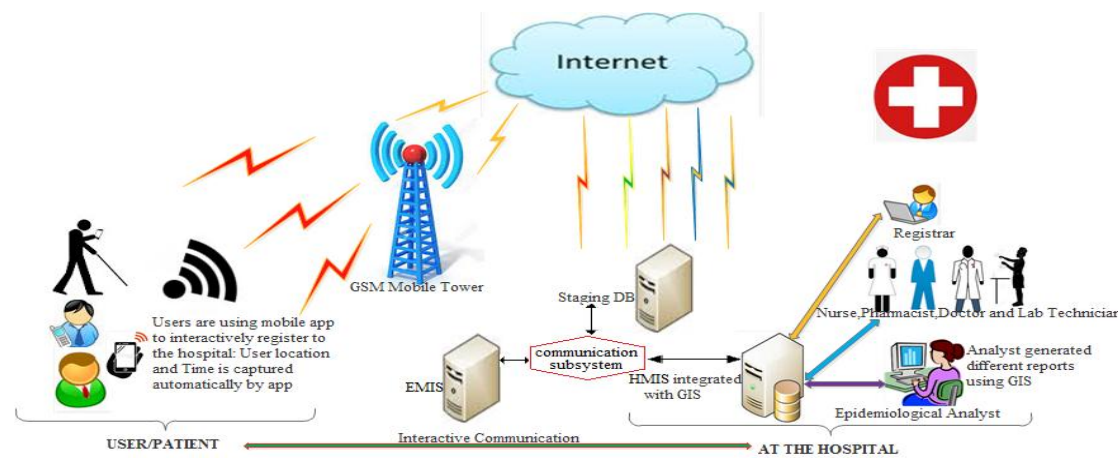 Internet
GSM Mobile Tower
Registrar
Nurse,Pharmacist,Doctor and Lab Technician
Staging DB
Users are using mobile app
to interactively register to
the hospital: User location
and Time is captured
automatically by app
communication
subsystem
EMIS
HMIS integrated
with GIS
Analyst generated
different reports
using GIS
Epidemiological Analyst
USER/PATIENT
Interactive Communication
AT THE HOSPITAL